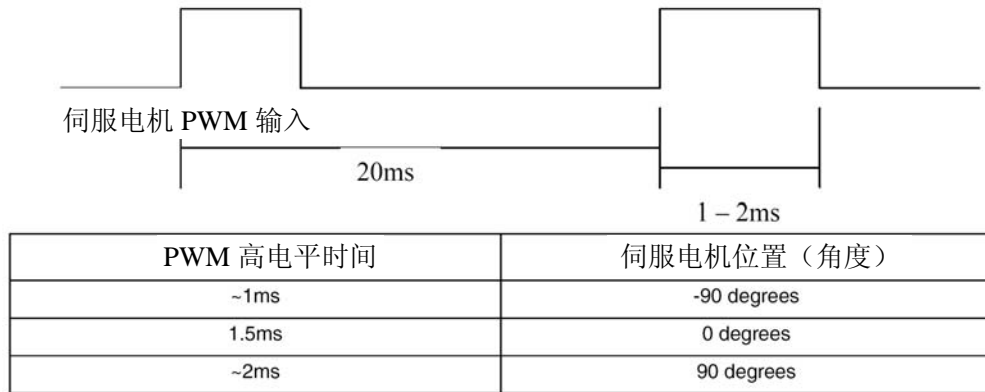 伺服电机 PWM 输入
20ms
1 – 2ms
PWM 高电平时间 伺服电机位置（角度）
~1ms -90 degrees
1.5ms 0 degrees
~2ms 90 degrees